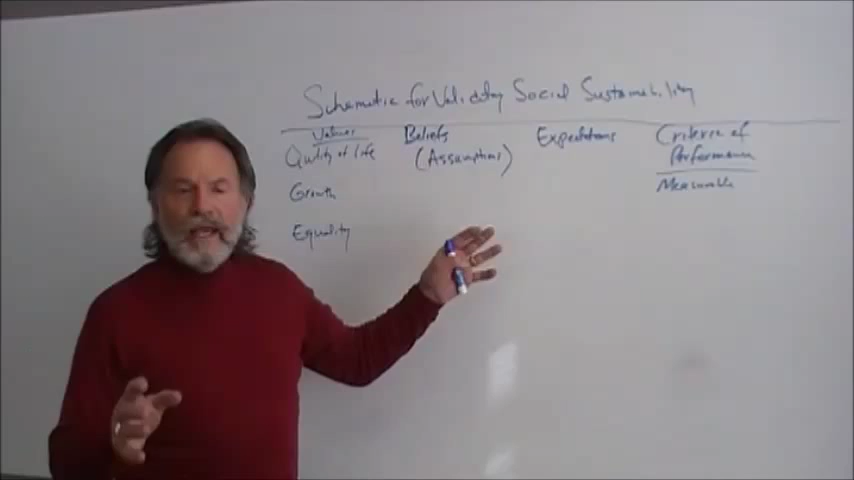 Schematic for Validating Social Sustainability
Values Beliefs Expectations Criteria of
Quality of life (Assumptions) Performance
Growth Measurable
Equality